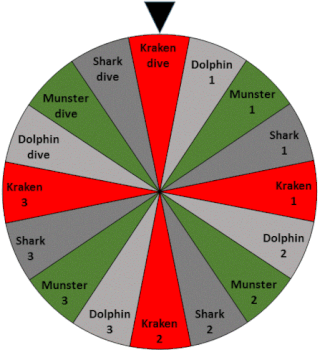 Kraken
dive
Dolphin
1
Munster
1
Shark
1
Kraken
1
Dolphin
2
Munster
2
Shark
2
Kraken
2
Dolphin
3
Munster
3
Shark
3
Kraken
3
Dolphin
dive
Munster
dive
Shark
dive